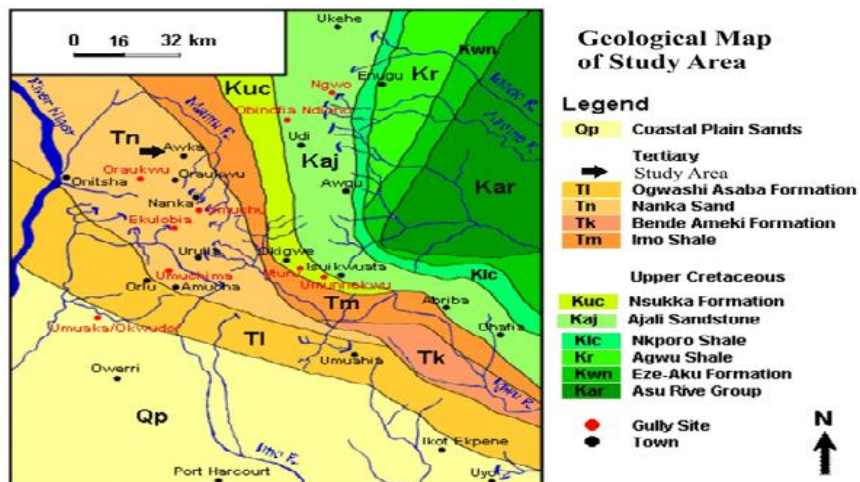 0 16 32 km
Ukehe
Kwn
Enugu
Kr
Ngwo
Kuc
Obinofia Ndiuno
River Niger
Mamu R.
Udi
Tn
Awka
Kaj
Oraukwu
Oraukwu
Onitsha
Awgu
Kar
Nanka
Umuchu
Ekulobia
Urulla
Okigwe
Umuchima
Uturu
Isuikwuata
Klc
Orlu
Amucha
Umunnekwu
Tm
Abriba
Umuaka/Okwudor
Ohafia
Tl
Umuahia
Tk
Owerri
Qp
Imo R.
Ikot Ekpene
Port Harcourt
Uyo
Geological Map
of Study Area
Legend
Qp Coastal Plain Sands
Tertiary
Study Area
Tl Ogwashi Asaba Formation
Tn Nanka Sand
Tk Bende Ameki Formation
Tm Imo Shale
Upper Cretaceous
Kuc Nsukka Formation
Kaj Ajali Sandstone
Klc Nkporo Shale
Kr Agwu Shale
Kwn Eze-Aku Formation
Kar Asu Rive Group
Gully Site
Town
N